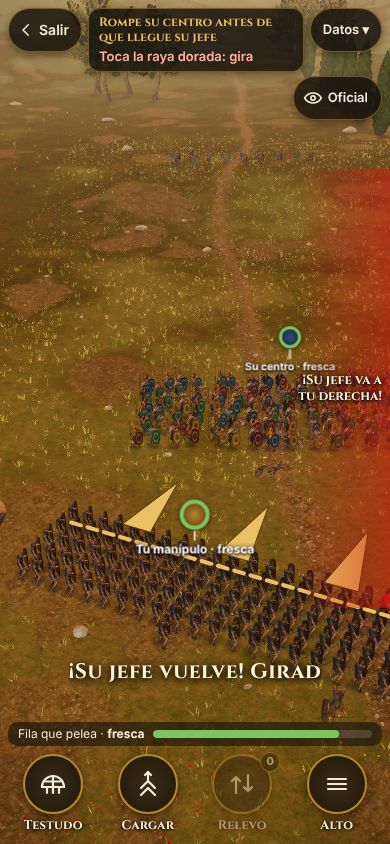 Salir
Rompe su centro antes de
que llegue su jefe
Toca la raya dorada: gira
Datos ▾
Oficial
Su centro · fresca
¡Su jefe va a
tu derecha!
Tu manípulo · fresca
¡Su jefe vuelve! Girad
Fila que pelea · fresca
0
Testudo
Cargar
Relevo
Alto